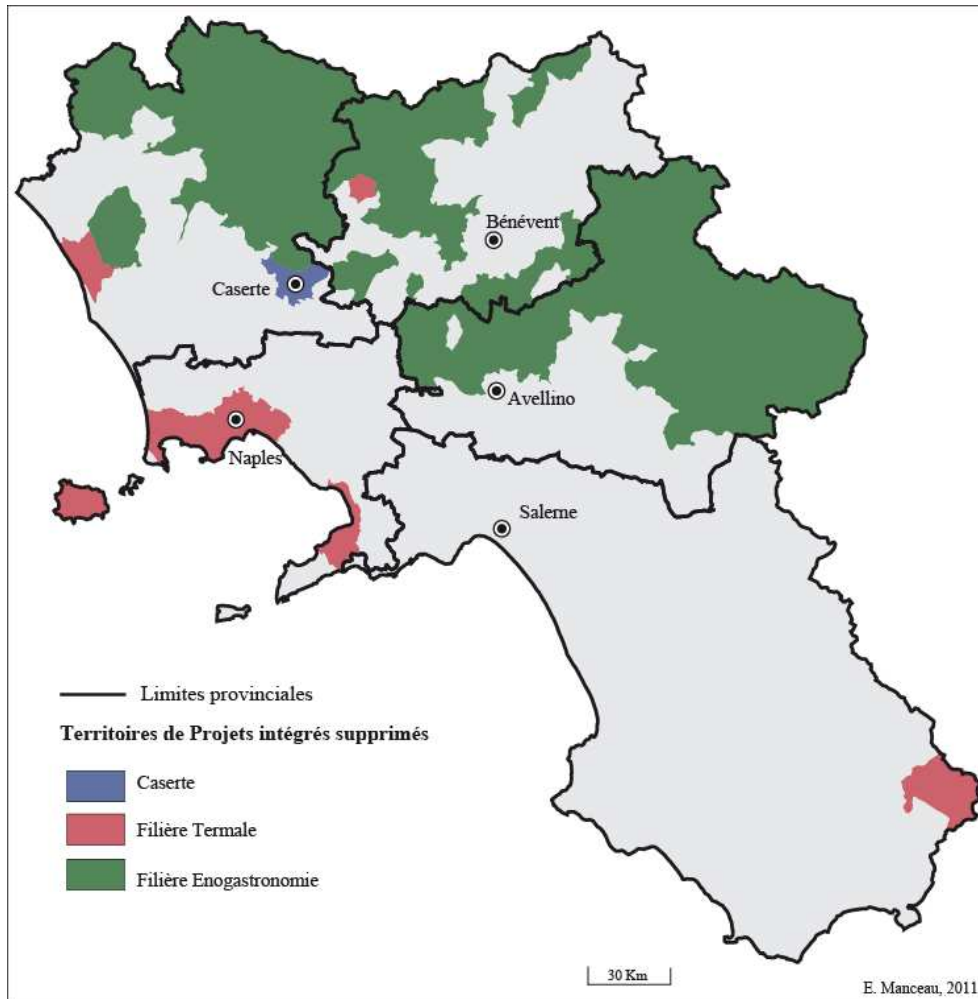 Bénévent
Caserte
Avellino
Naples
Salerne
Limites provinciales
Territoires de Projets intégrés supprimés
Caserte
Filière Termale
Filière Enogastronomie
30 Km
E. Manceau, 2011